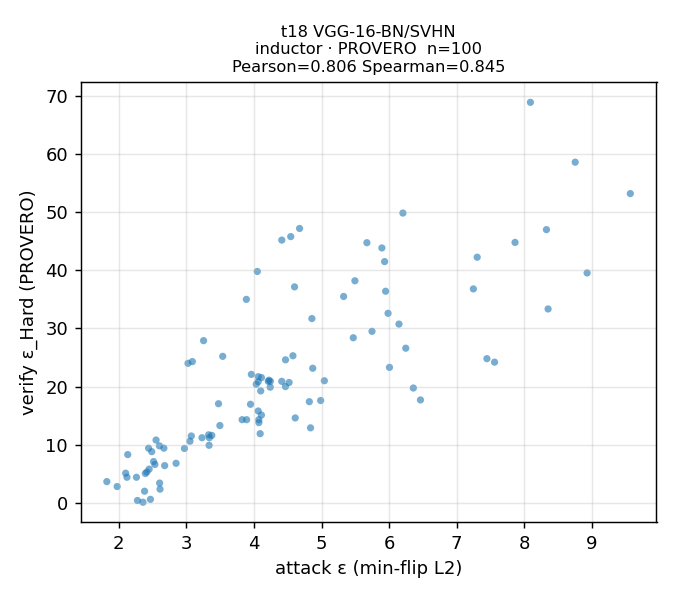 t18 VGG-16-BN/SVHN
inductor · PROVERO  n=100
Pearson=0.806 Spearman=0.845
70
60
50
40
30
20
10
0
verify ε_Hard (PROVERO)
2 3 4 5 6 7 8 9
attack ε (min-flip L2)